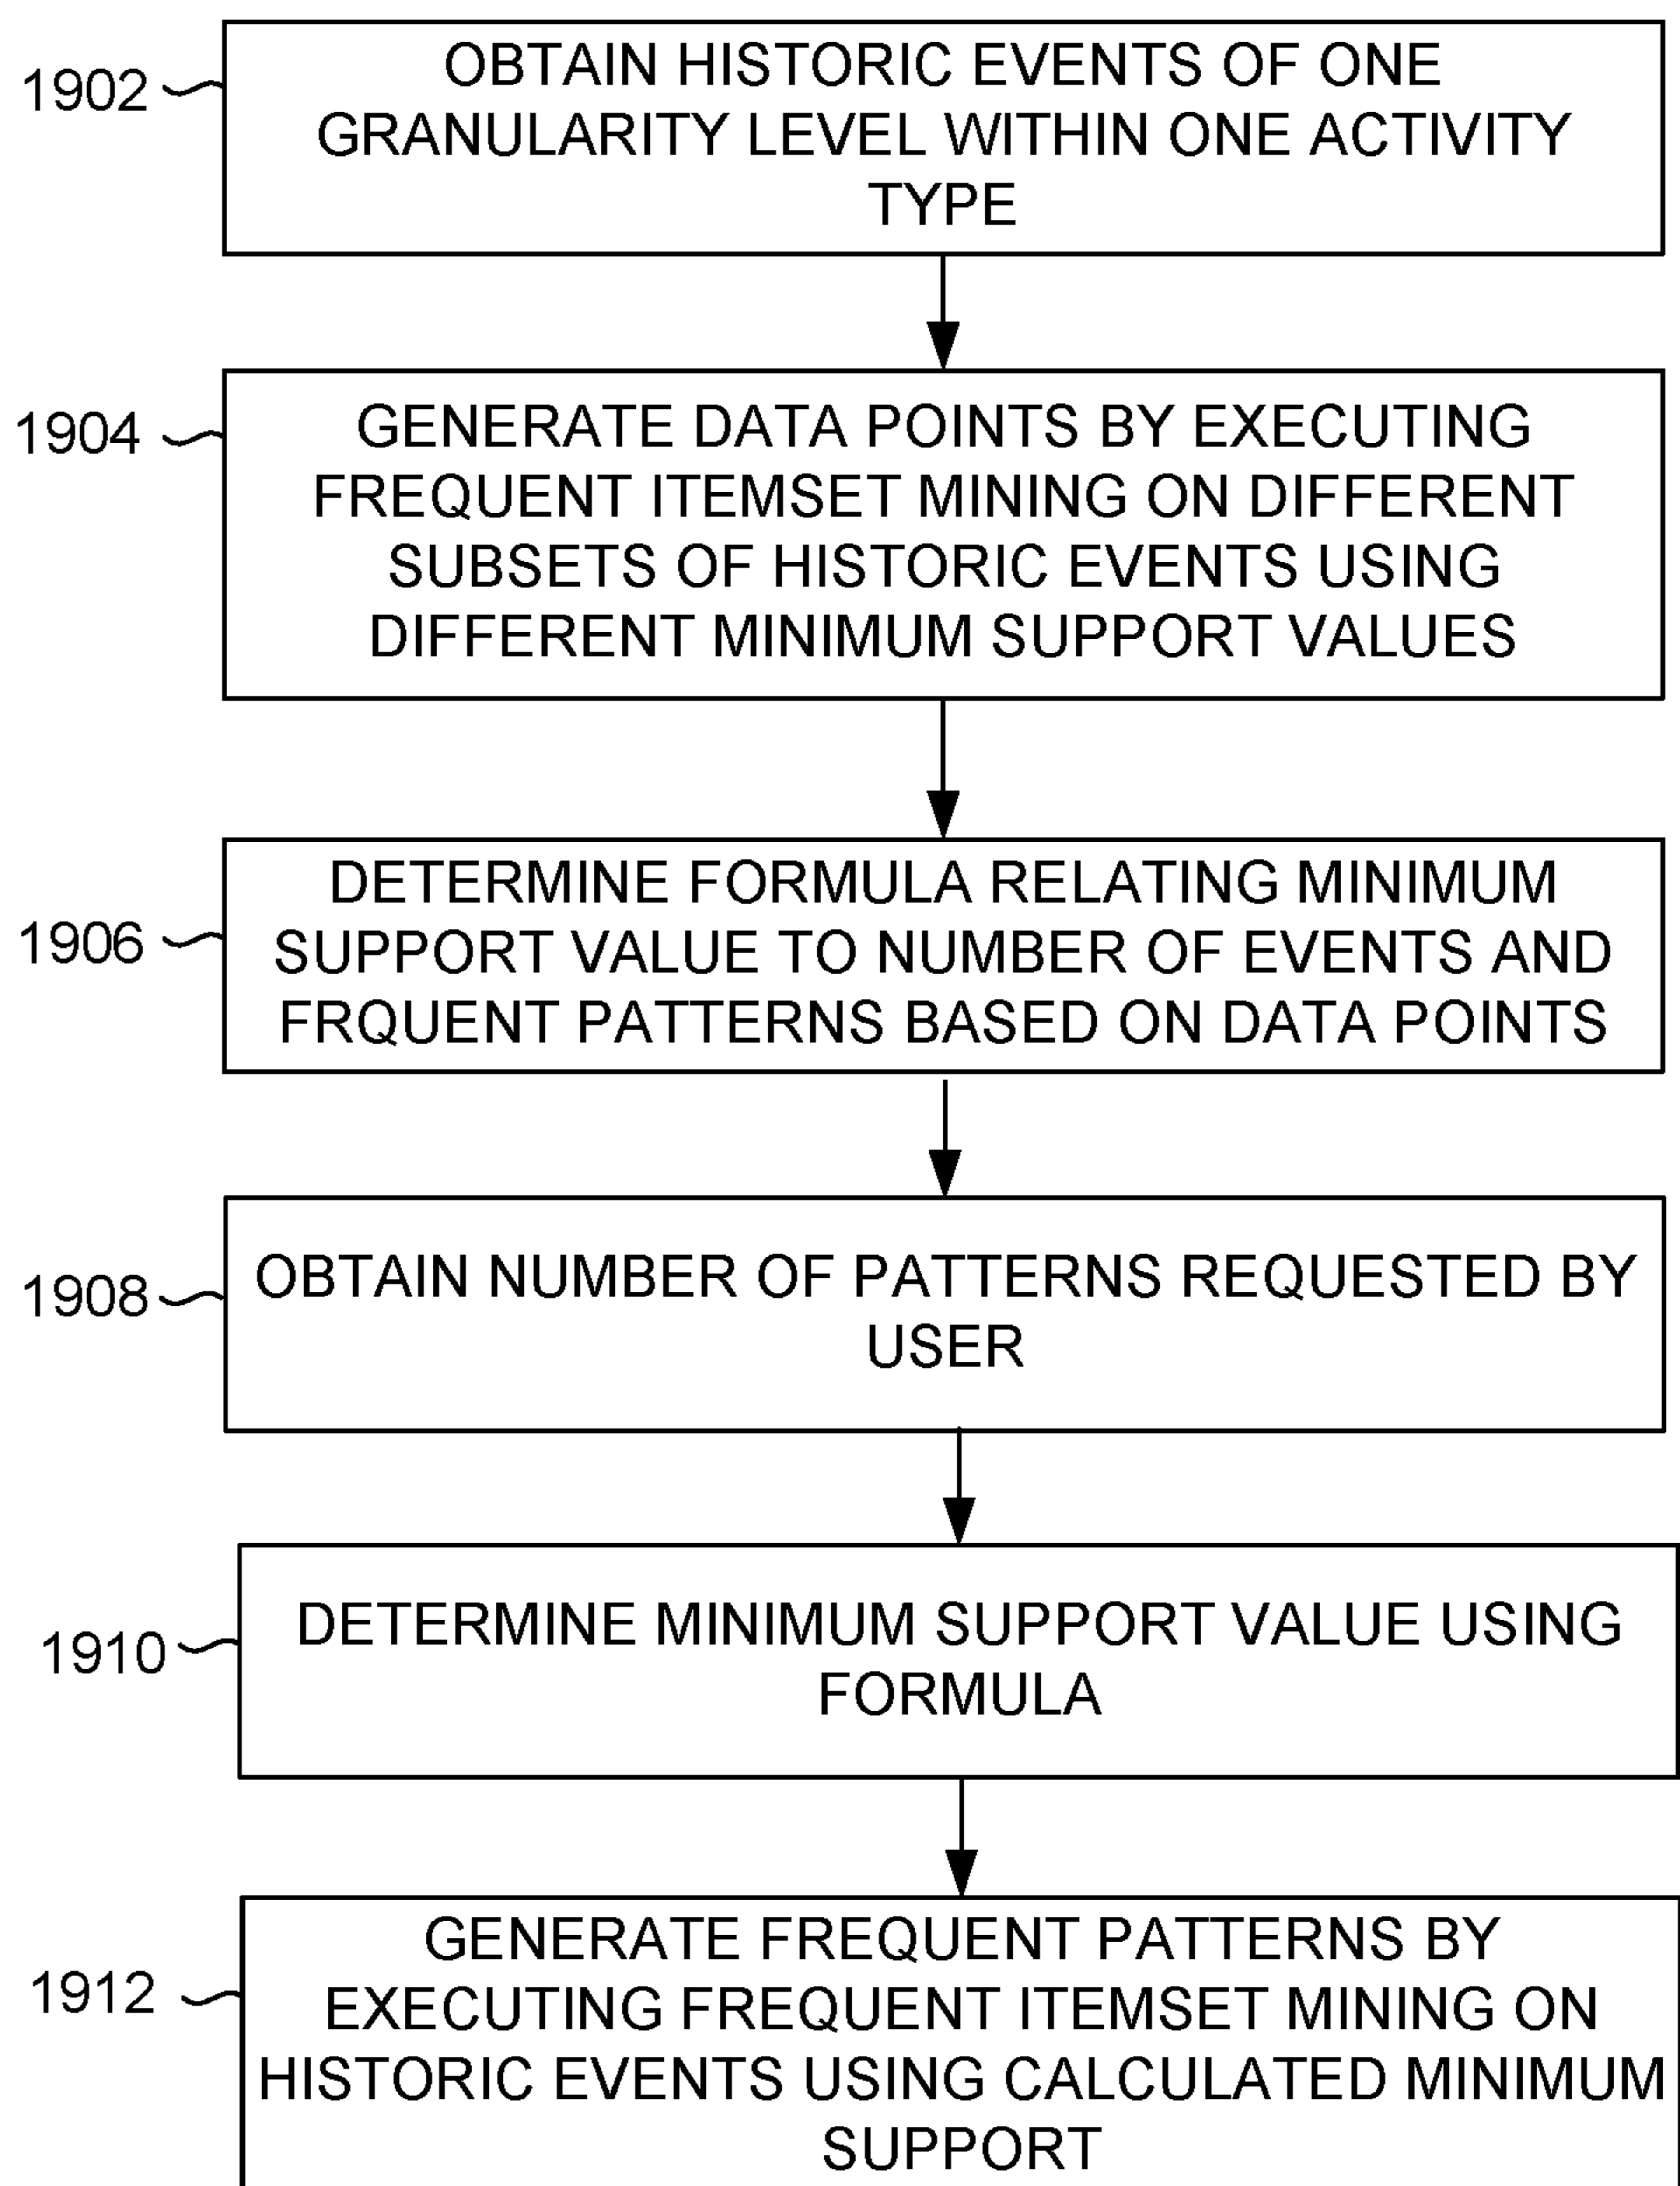 1902
OBTAIN HISTORIC EVENTS OF ONE
GRANULARITY LEVEL WITHIN ONE ACTIVITY
TYPE
1904
GENERATE DATA POINTS BY EXECUTING
FREQUENT ITEMSET MINING ON DIFFERENT
SUBSETS OF HISTORIC EVENTS USING
DIFFERENT MINIMUM SUPPORT VALUES
1906
DETERMINE FORMULA RELATING MINIMUM
SUPPORT VALUE TO NUMBER OF EVENTS AND
FRQUENT PATTERNS BASED ON DATA POINTS
1908
OBTAIN NUMBER OF PATTERNS REQUESTED BY
USER
1910
DETERMINE MINIMUM SUPPORT VALUE USING
FORMULA
1912
GENERATE FREQUENT PATTERNS BY
EXECUTING FREQUENT ITEMSET MINING ON
HISTORIC EVENTS USING CALCULATED MINIMUM
SUPPORT